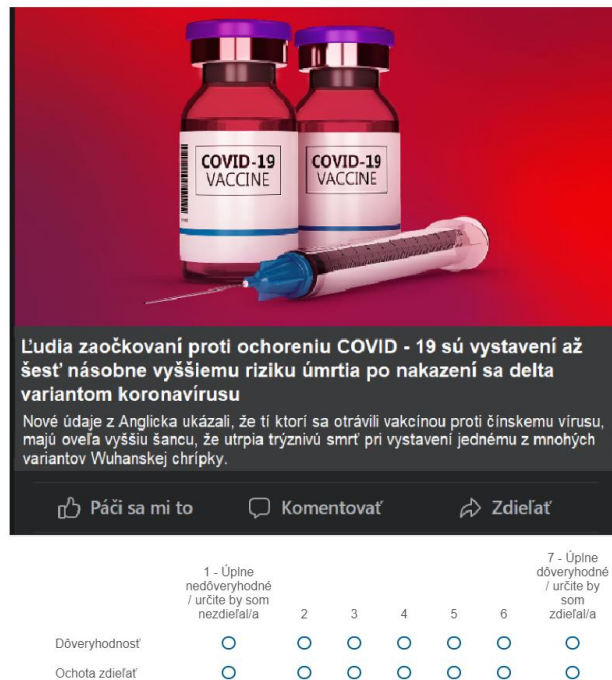 COVID-19
VACCINE
COVID-19
VACCINE
Ľudia zaočkovaní proti ochoreniu COVID - 19 sú vystavení až
šesť násobne vyššiemu riziku úmrtia po nakazení sa delta
variantom koronavírusu
Nové údaje z Anglicka ukázali, že tí ktorí sa otrávili vakcínou proti čínskemu vírusu,
majú oveľa vyššiu šancu, že utrpia trýznivú smrť pri vystavení jednému z mnohých
variantov Wuhanskej chrípky.
Páči sa mi to Komentovať Zdieľať
1 - Úplne
nedôveryhodné
/ určite by som
nezdieľal/a
2 3 4 5 6
7 - Úplne
dôveryhodné
/ určite by
som
zdieľal/a
Dôveryhodnosť
Ochota zdieľať